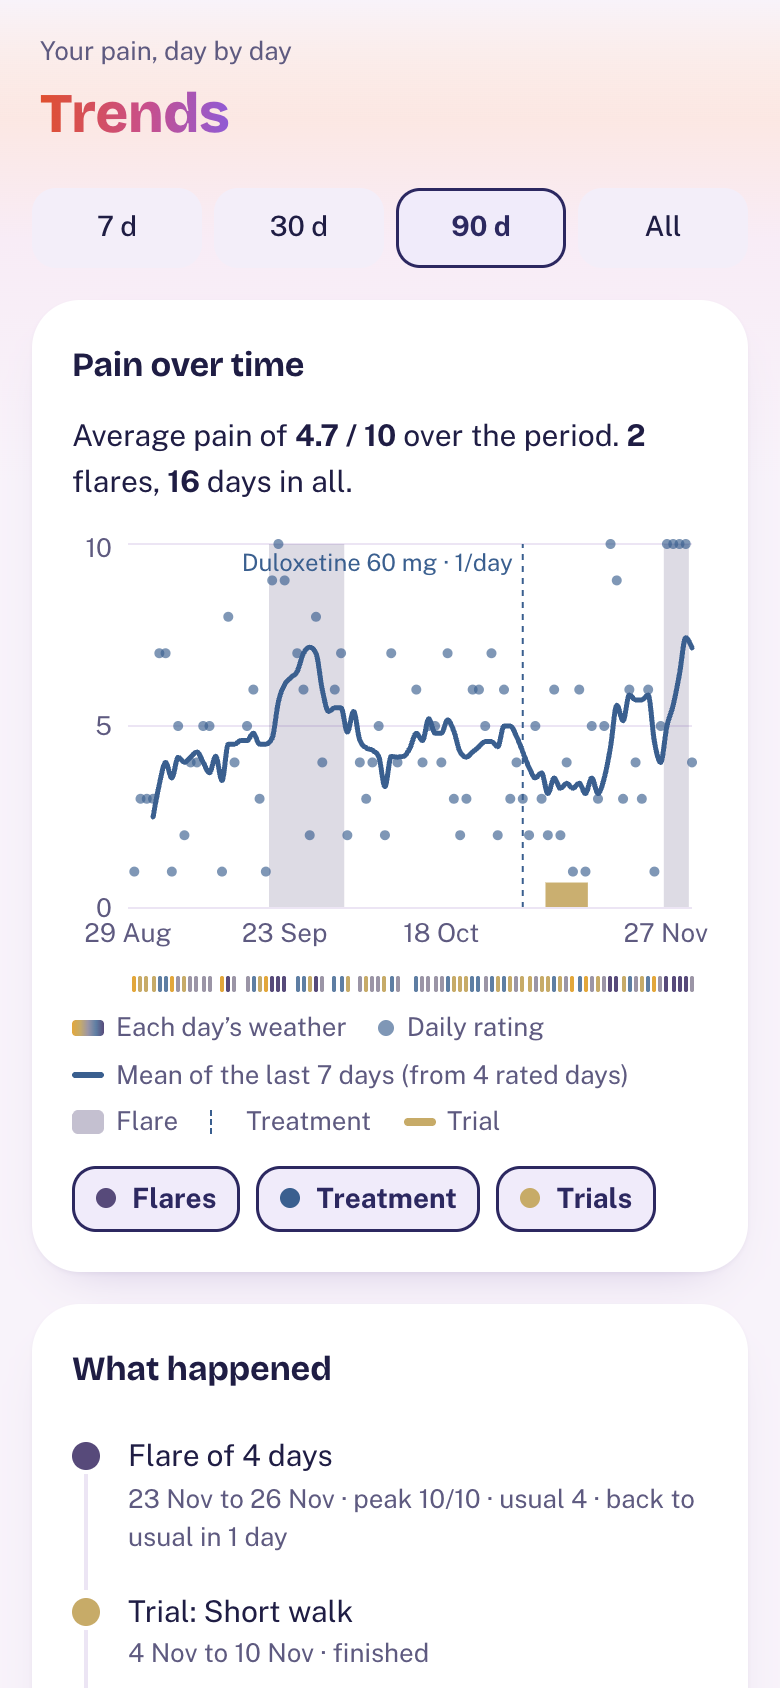 Your pain, day by day
Trends
7 d
30 d
90 d
All
Pain over time
Average pain of 4.7 / 10 over the period. 2
flares, 16 days in all.
10
Duloxetine 60 mg · 1/day
5
0
29 Aug
23 Sep
18 Oct
27 Nov
Each day’s weather
Daily rating
Mean of the last 7 days (from 4 rated days)
Flare
Treatment
Trial
Flares
Treatment
Trials
What happened
Flare of 4 days
23 Nov to 26 Nov · peak 10/10 · usual 4 · back to
usual in 1 day
Trial: Short walk
4 Nov to 10 Nov · finished